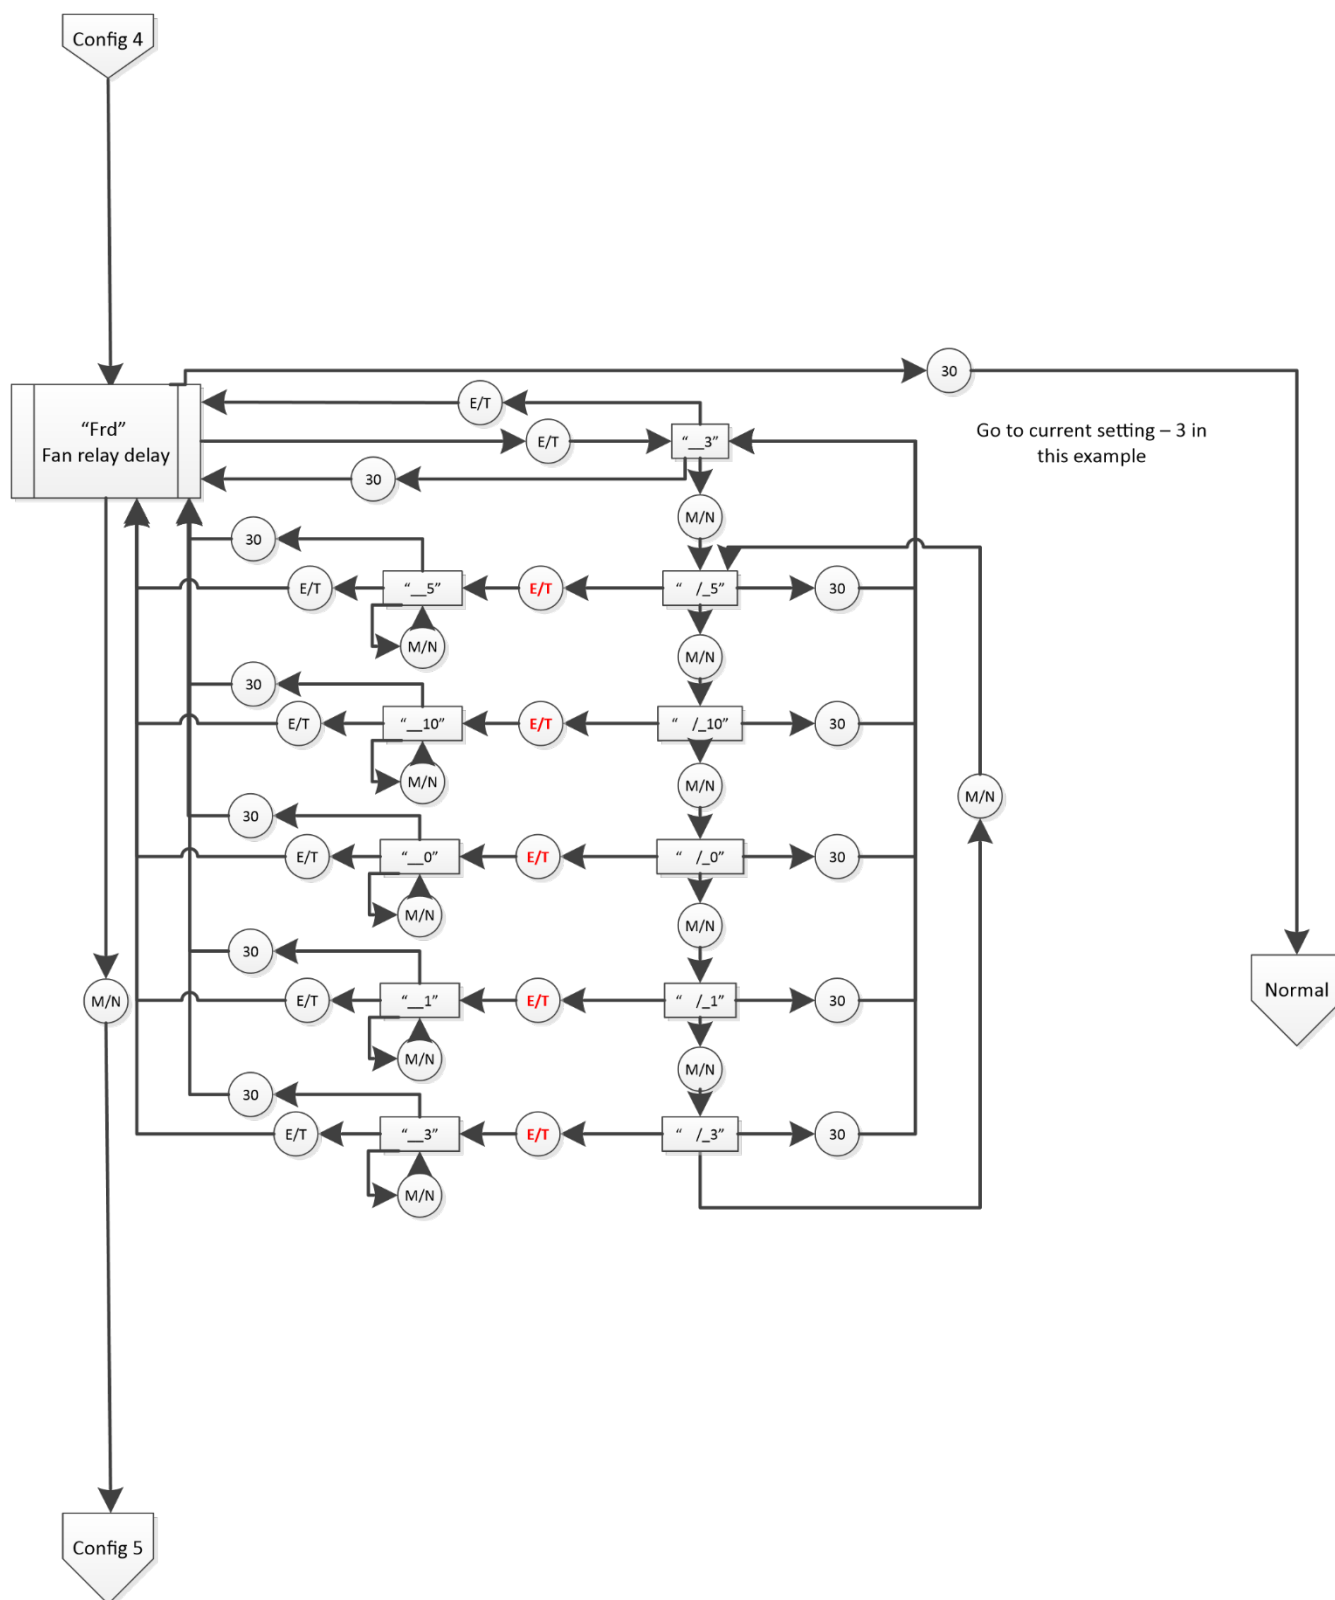 Config 4
30
“Frd”
Fan relay delay
E/T
E/T
“__3”
Go to current setting – 3 in
this example
30
M/N
30
E/T
“__5”
E/T
“ /_5”
30
M/N
M/N
30
E/T
“__10”
E/T
“ /_10”
30
M/N
M/N
M/N
30
E/T
“__0”
E/T
“ /_0”
30
M/N
M/N
30
Normal
M/N
E/T
“__1”
E/T
“ /_1”
30
M/N
M/N
30
E/T
“__3”
E/T
“ /_3”
30
M/N
Config 5